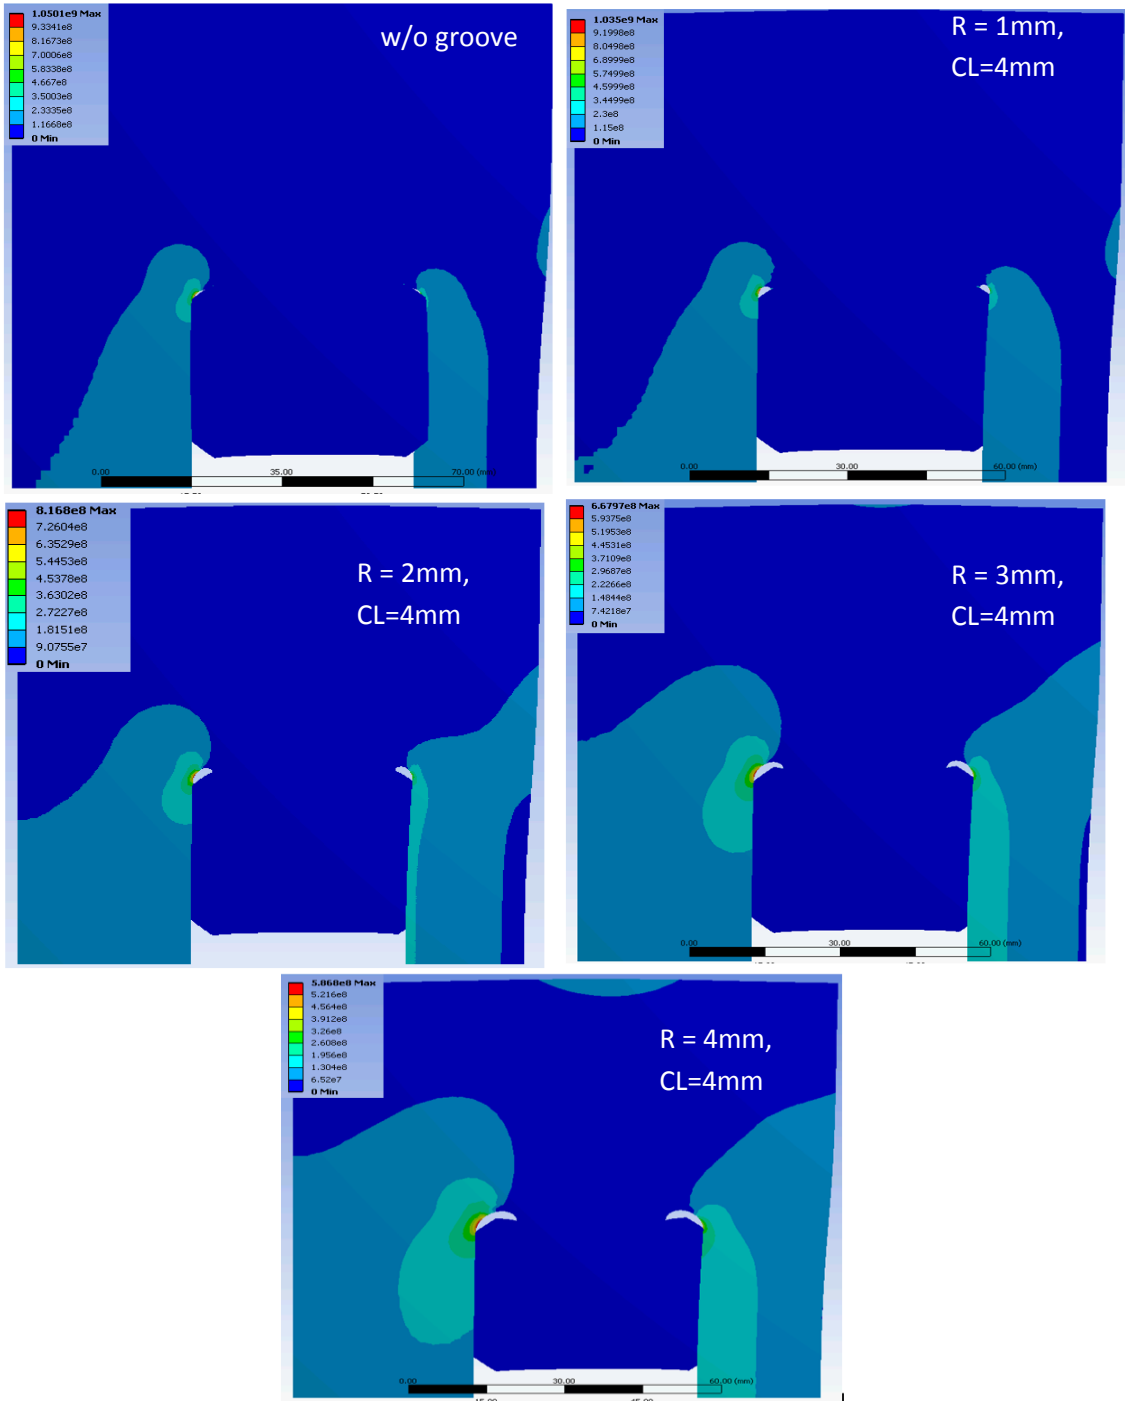 1.0501e9 Max
9.3341e8
8.1673e8
7.0006e8
5.8338e8
4.667e8
3.5003e8
2.3335e8
1.1668e8
0 Min
w/o groove
0.00
35.00
70.00 (mm)
1.035e9 Max
9.1998e8
8.0498e8
6.8999e8
5.7499e8
4.5999e8
3.4499e8
2.3e8
1.15e8
0 Min
R = 1mm,
CL=4mm
0.00
30.00
60.00 (mm)
8.168e8 Max
7.2604e8
6.3529e8
5.4453e8
4.5378e8
3.6302e8
2.7227e8
1.8151e8
9.0755e7
0 Min
R = 2mm,
CL=4mm
6.6797e8 Max
5.9375e8
5.1953e8
4.4531e8
3.7109e8
2.9687e8
2.2266e8
1.4844e8
7.4218e7
0 Min
R = 3mm,
CL=4mm
0.00
30.00
60.00 (mm)
5.868e8 Max
5.216e8
4.564e8
3.912e8
3.26e8
2.608e8
1.956e8
1.304e8
6.52e7
0 Min
R = 4mm,
CL=4mm
0.00
30.00
60.00 (mm)